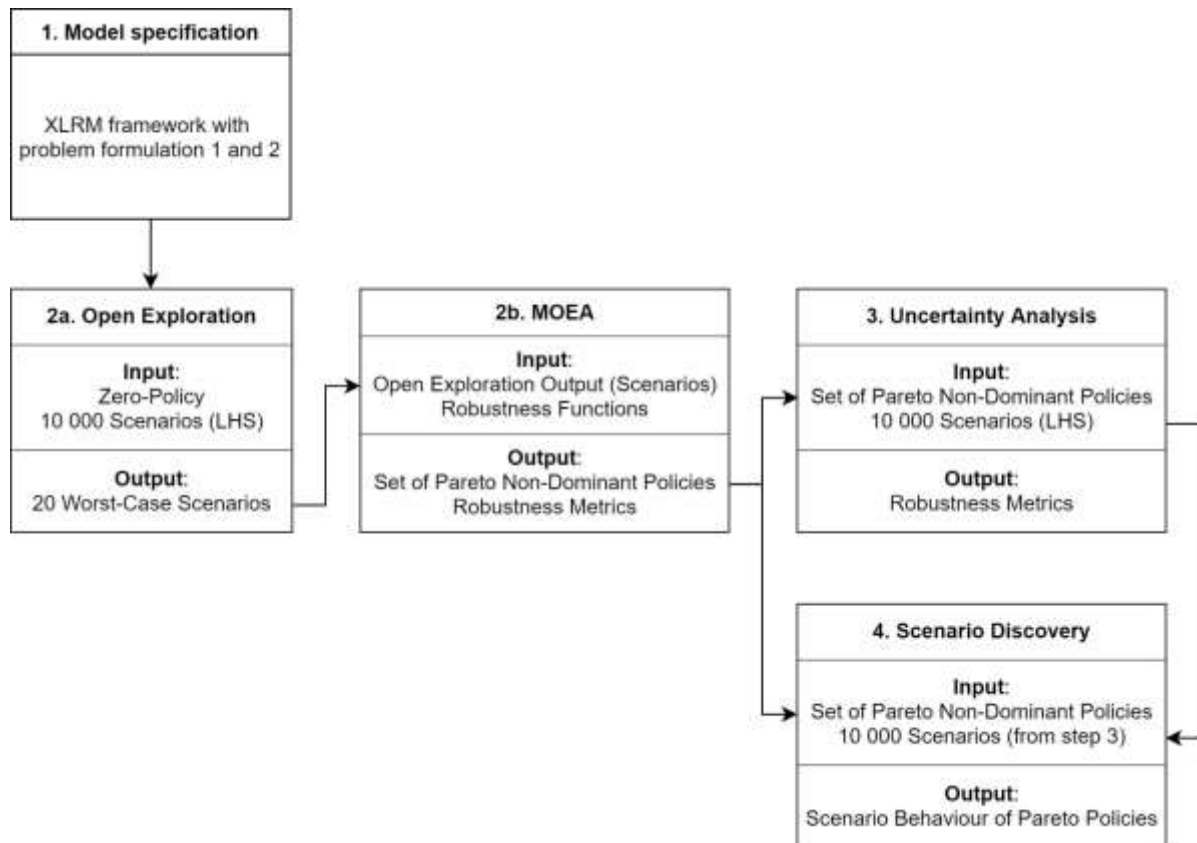 1. Model specification
XLRM framework with
problem formulation 1 and 2
2a. Open Exploration
Input:
Zero-Policy
10 000 Scenarios (LHS)
Output:
20 Worst-Case Scenarios
2b. MOEA
Input:
Open Exploration Output (Scenarios)
Robustness Functions
Output:
Set of Pareto Non-Dominant Policies
Robustness Metrics
3. Uncertainty Analysis
Input:
Set of Pareto Non-Dominant Policies
10 000 Scenarios (LHS)
Output:
Robustness Metrics
4. Scenario Discovery
Input:
Set of Pareto Non-Dominant Policies
10 000 Scenarios (from step 3)
Output:
Scenario Behaviour of Pareto Policies